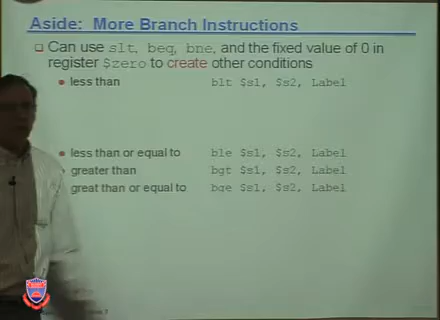 Aside: More Branch Instructions
Can use slt, beq, bne, and the fixed value of 0 in
register $zero to create other conditions
less than blt $s1, $s2, Label
less than or equal to ble $s1, $s2, Label
greater than bgt $s1, $s2, Label
great than or equal to bge $s1, $s2, Label